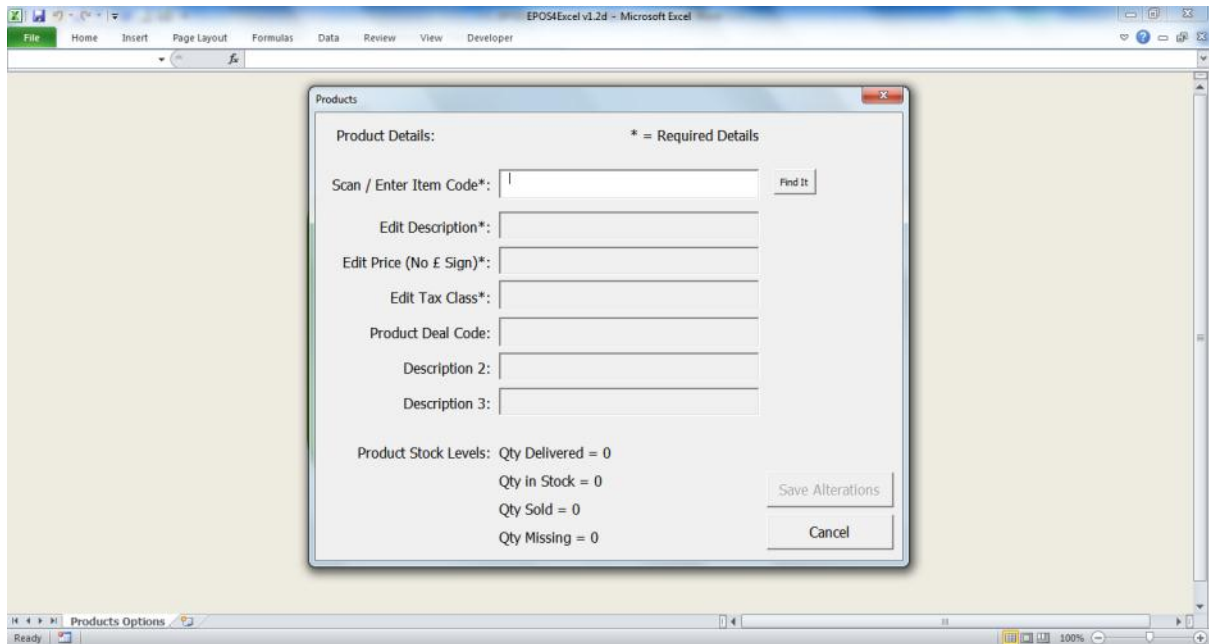 EPOS4Excel v1.2d - Microsoft Excel
File Home Insert Page Layout Formulas Data Review View Developer
fx
Products
Product Details: * = Required Details
Scan / Enter Item Code*: Find It
Edit Description*:
Edit Price (No £ Sign)*:
Edit Tax Class*:
Product Deal Code:
Description 2:
Description 3:
Product Stock Levels: Qty Delivered = 0
Qty in Stock = 0
Save Alterations
Qty Sold = 0
Qty Missing = 0
Cancel
Products Options
Ready 100%